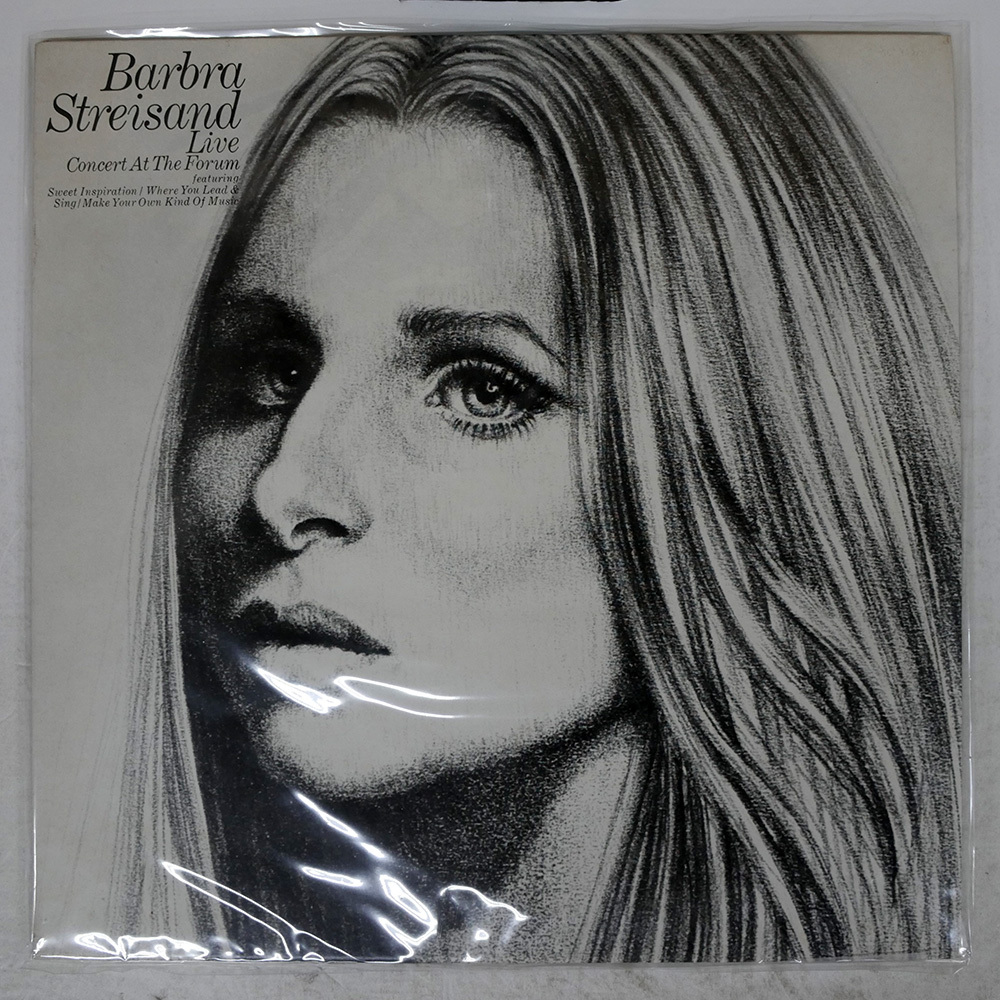 Barbra
Streisand
Live
Concert At The Forum
featuring
Sweet Inspiration / Where You Lead &
Sing / Make Your Own Kind Of Music